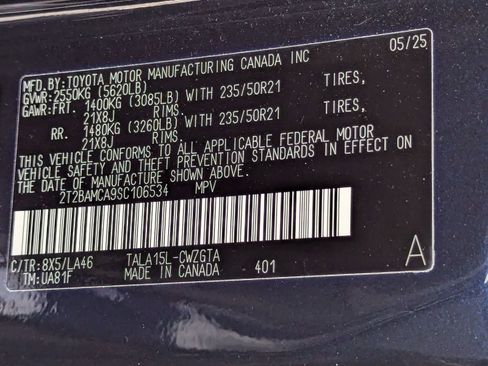 05/25
MFD.BY:TOYOTA MOTOR MANUFACTURING CANADA INC
GVWR:2550KG (5620LB)
GAWR:FRT. 1400KG (3085LB) WITH 235/50R21 TIRES,
21X8J RIMS.
RR. 1480KG (3260LB) WITH 235/50R21 TIRES,
21X8J RIMS.
THIS VEHICLE CONFORMS TO ALL APPLICABLE FEDERAL MOTOR
VEHICLE SAFETY AND THEFT PREVENTION STANDARDS IN EFFECT ON
THE DATE OF MANUFACTURE SHOWN ABOVE.
2T2BAMCA9SC106534 MPV
C/TR:8X5/LA46 TALA15L-CWZGTA A
TM:UA81F MADE IN CANADA 401